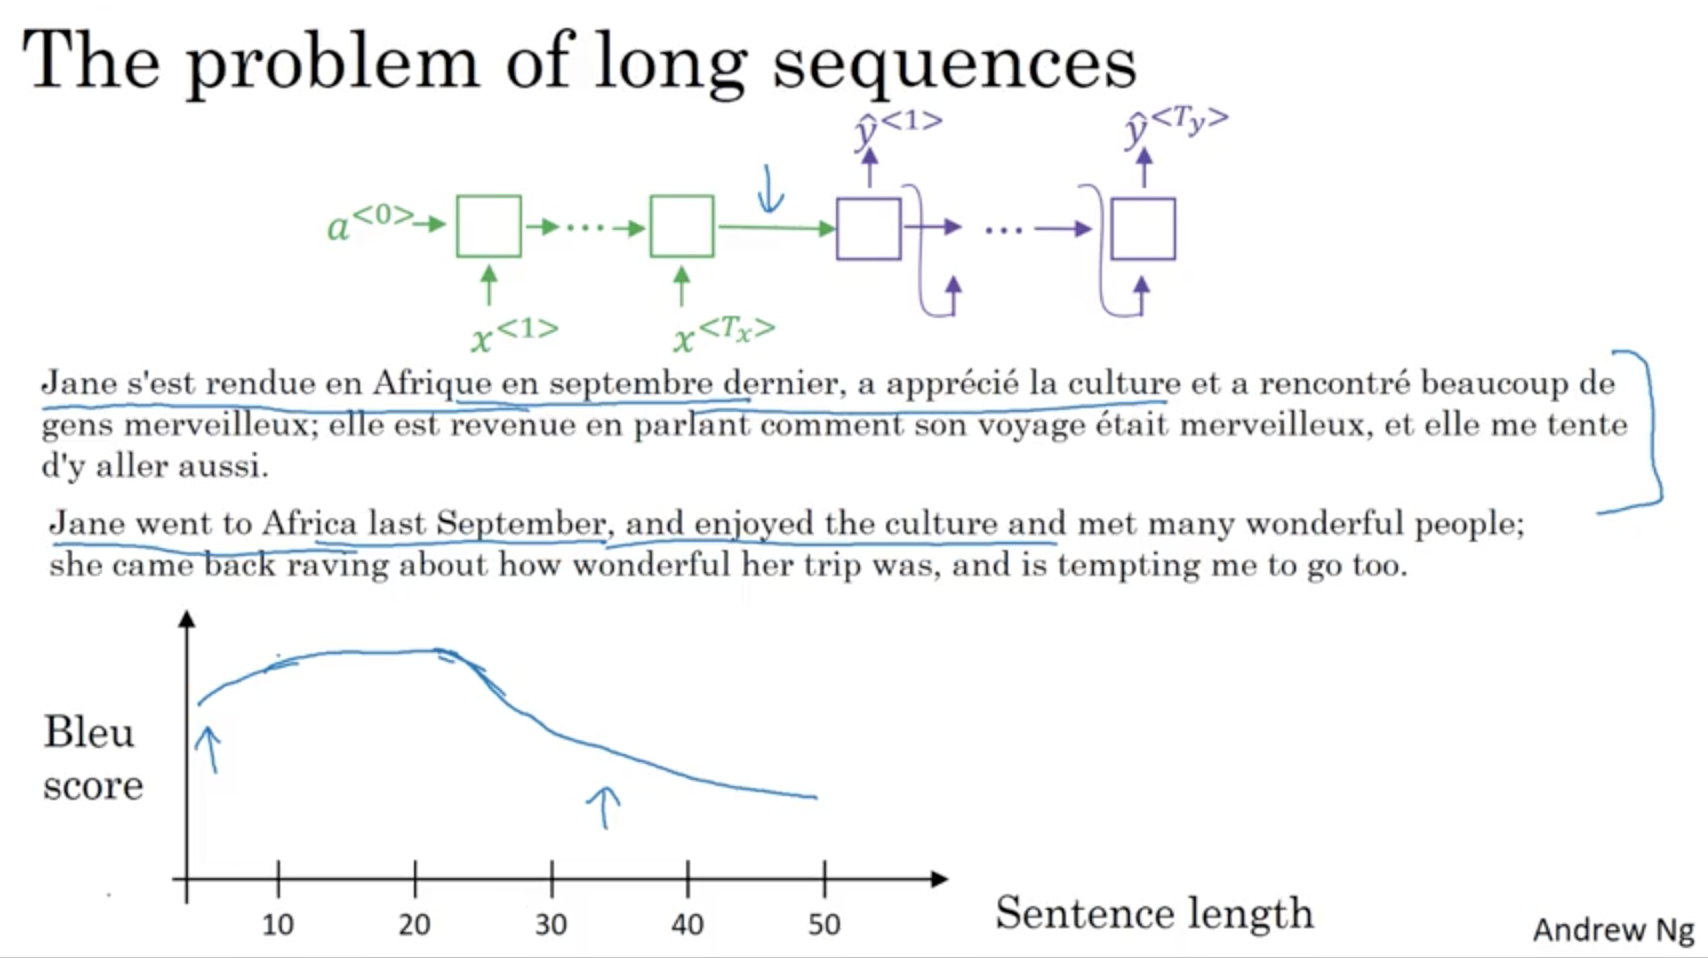 The problem of long sequences
ŷ<1> ŷ<Ty>
a<0>
... ...
x<1> x<Tx>
Jane s'est rendue en Afrique en septembre dernier, a apprécié la culture et a rencontré beaucoup de
gens merveilleux; elle est revenue en parlant comment son voyage était merveilleux, et elle me tente
d'y aller aussi.
Jane went to Africa last September, and enjoyed the culture and met many wonderful people;
she came back raving about how wonderful her trip was, and is tempting me to go too.
Bleu
score
10 20 30 40 50
Sentence length
Andrew Ng